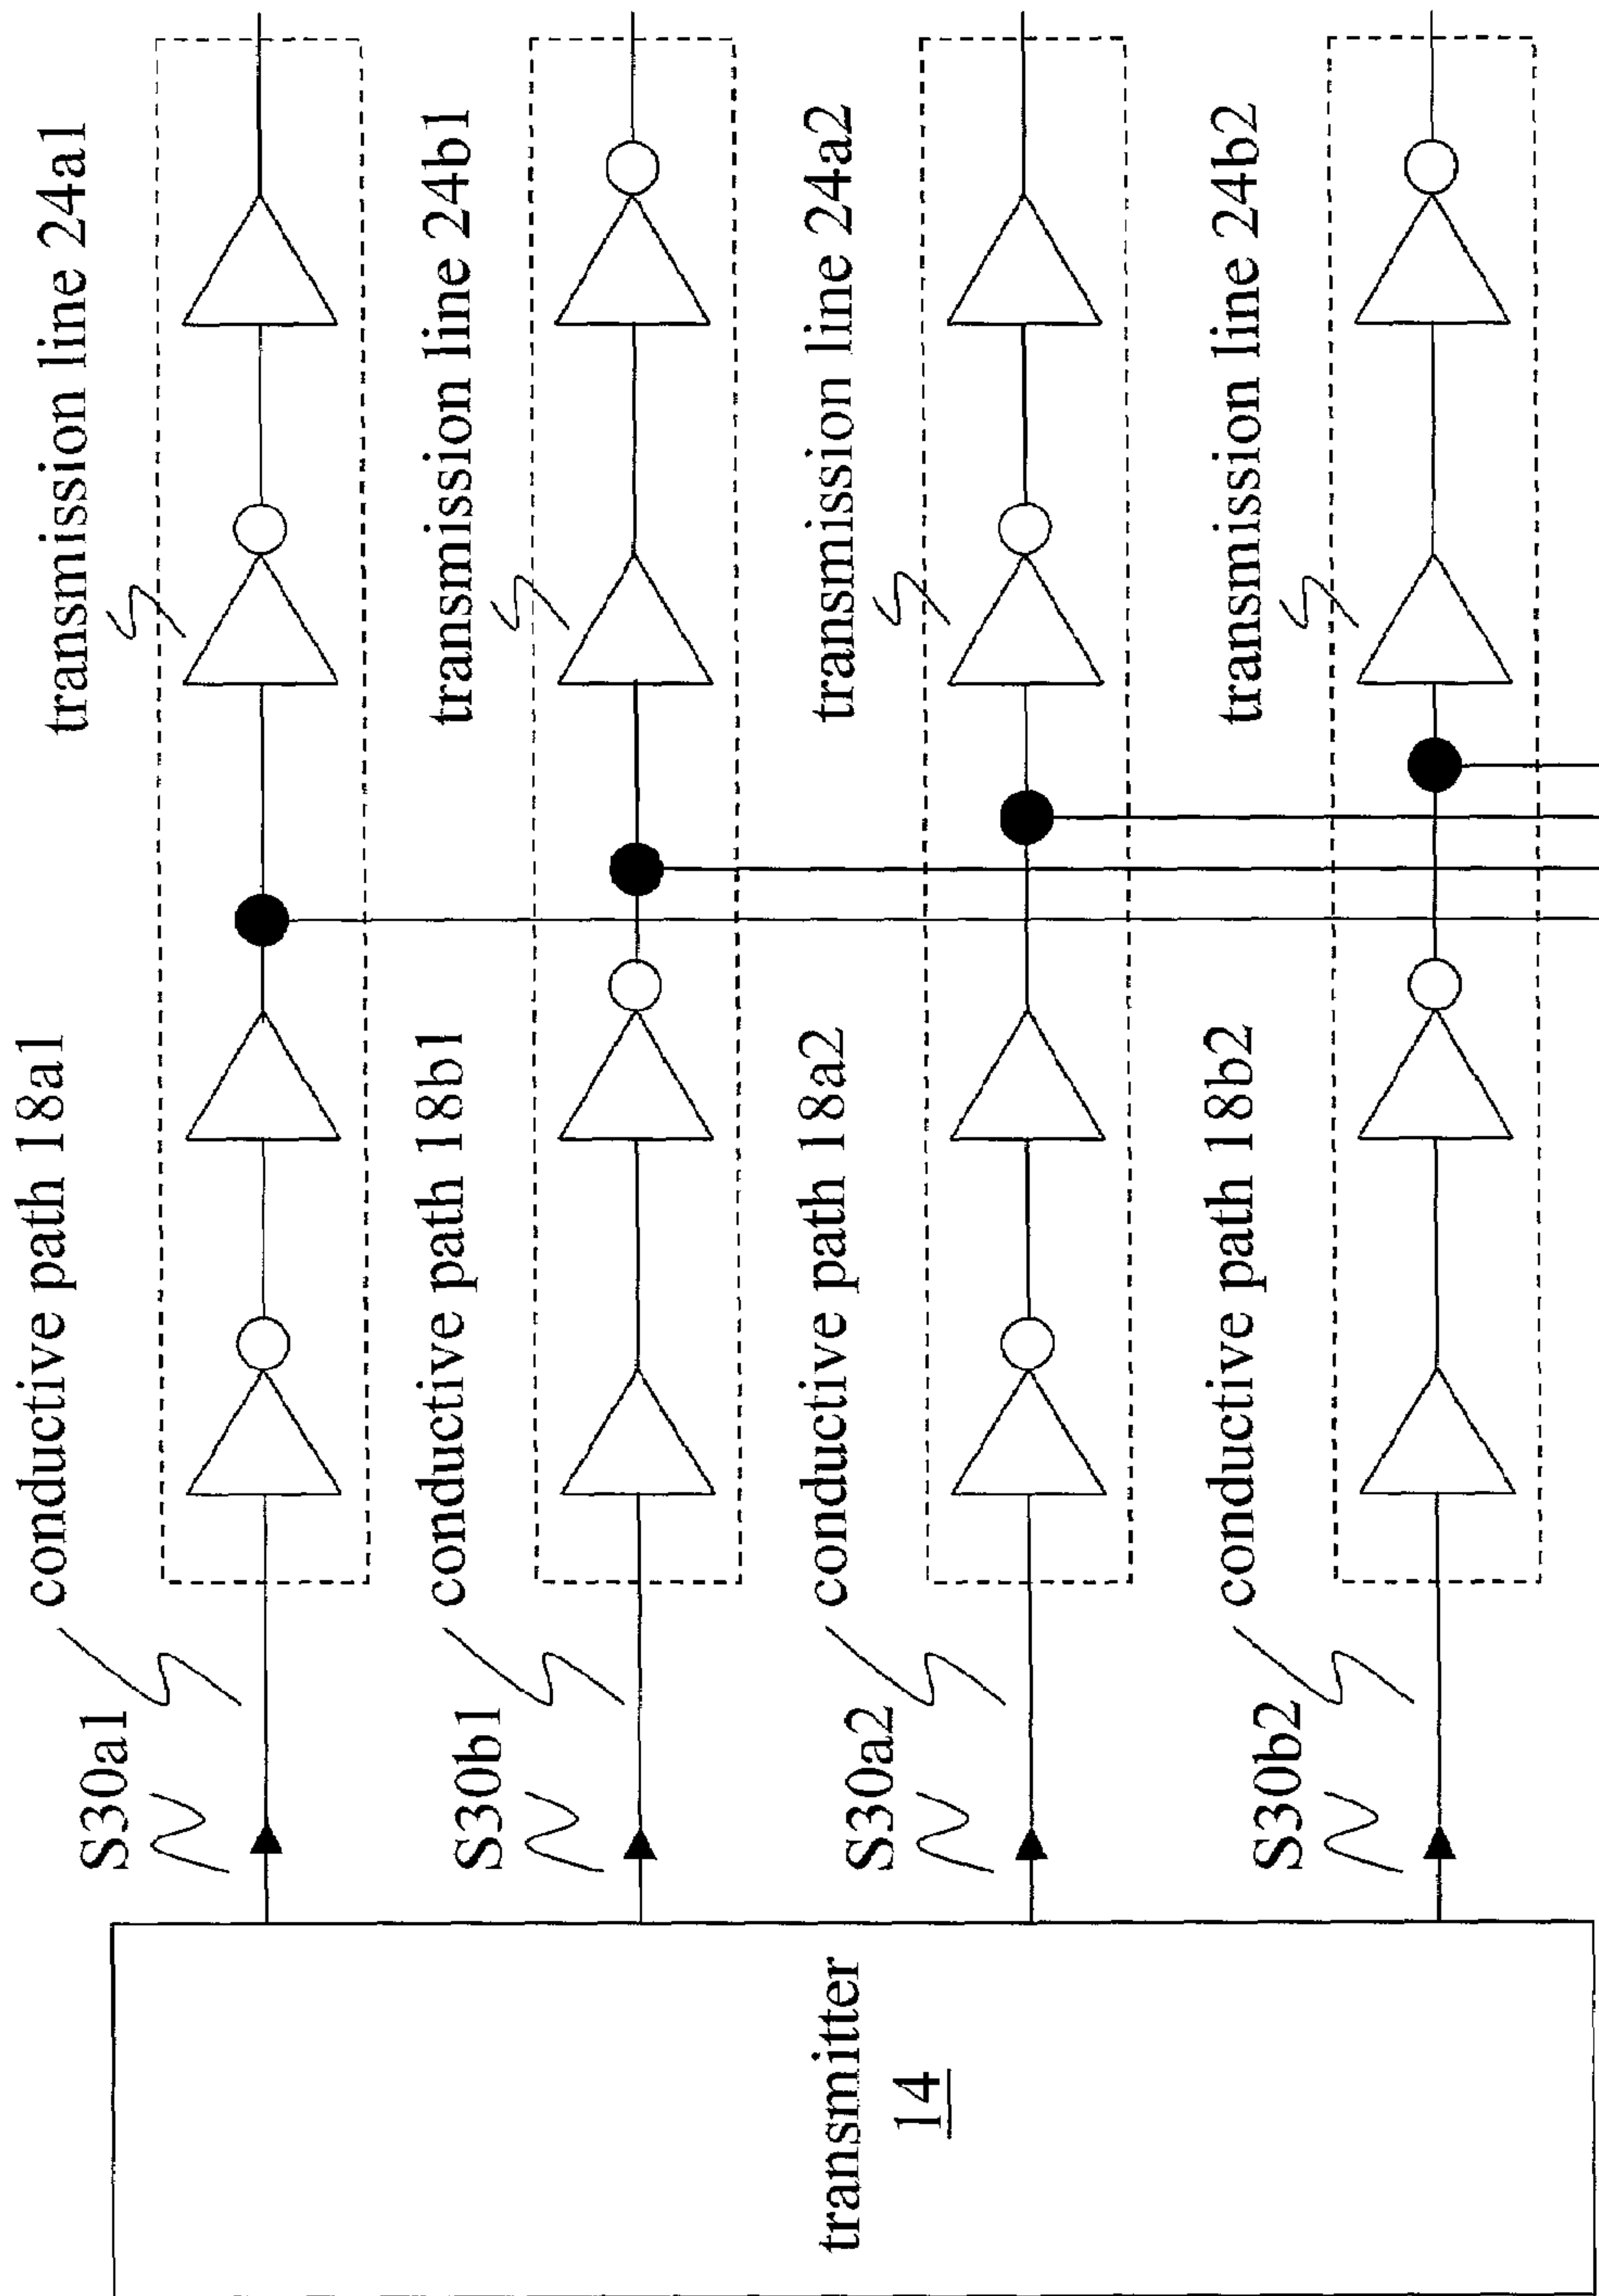 transmitter
14
S30a1
conductive path 18a1
transmission line 24a1
S30b1
conductive path 18b1
transmission line 24b1
S30a2
conductive path 18a2
transmission line 24a2
S30b2
conductive path 18b2
transmission line 24b2